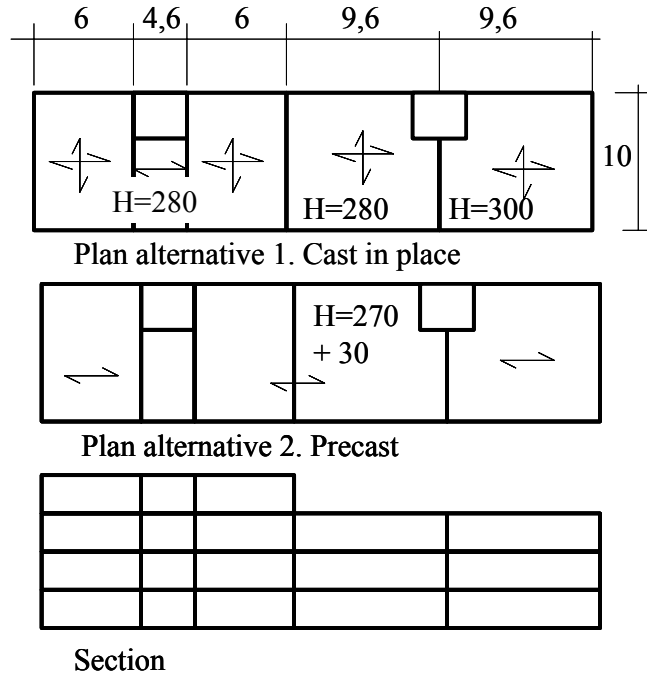 6 4,6 6 9,6 9,6
10
H=280 H=280 H=300
Plan alternative 1. Cast in place
H=270
+ 30
Plan alternative 2. Precast
Section